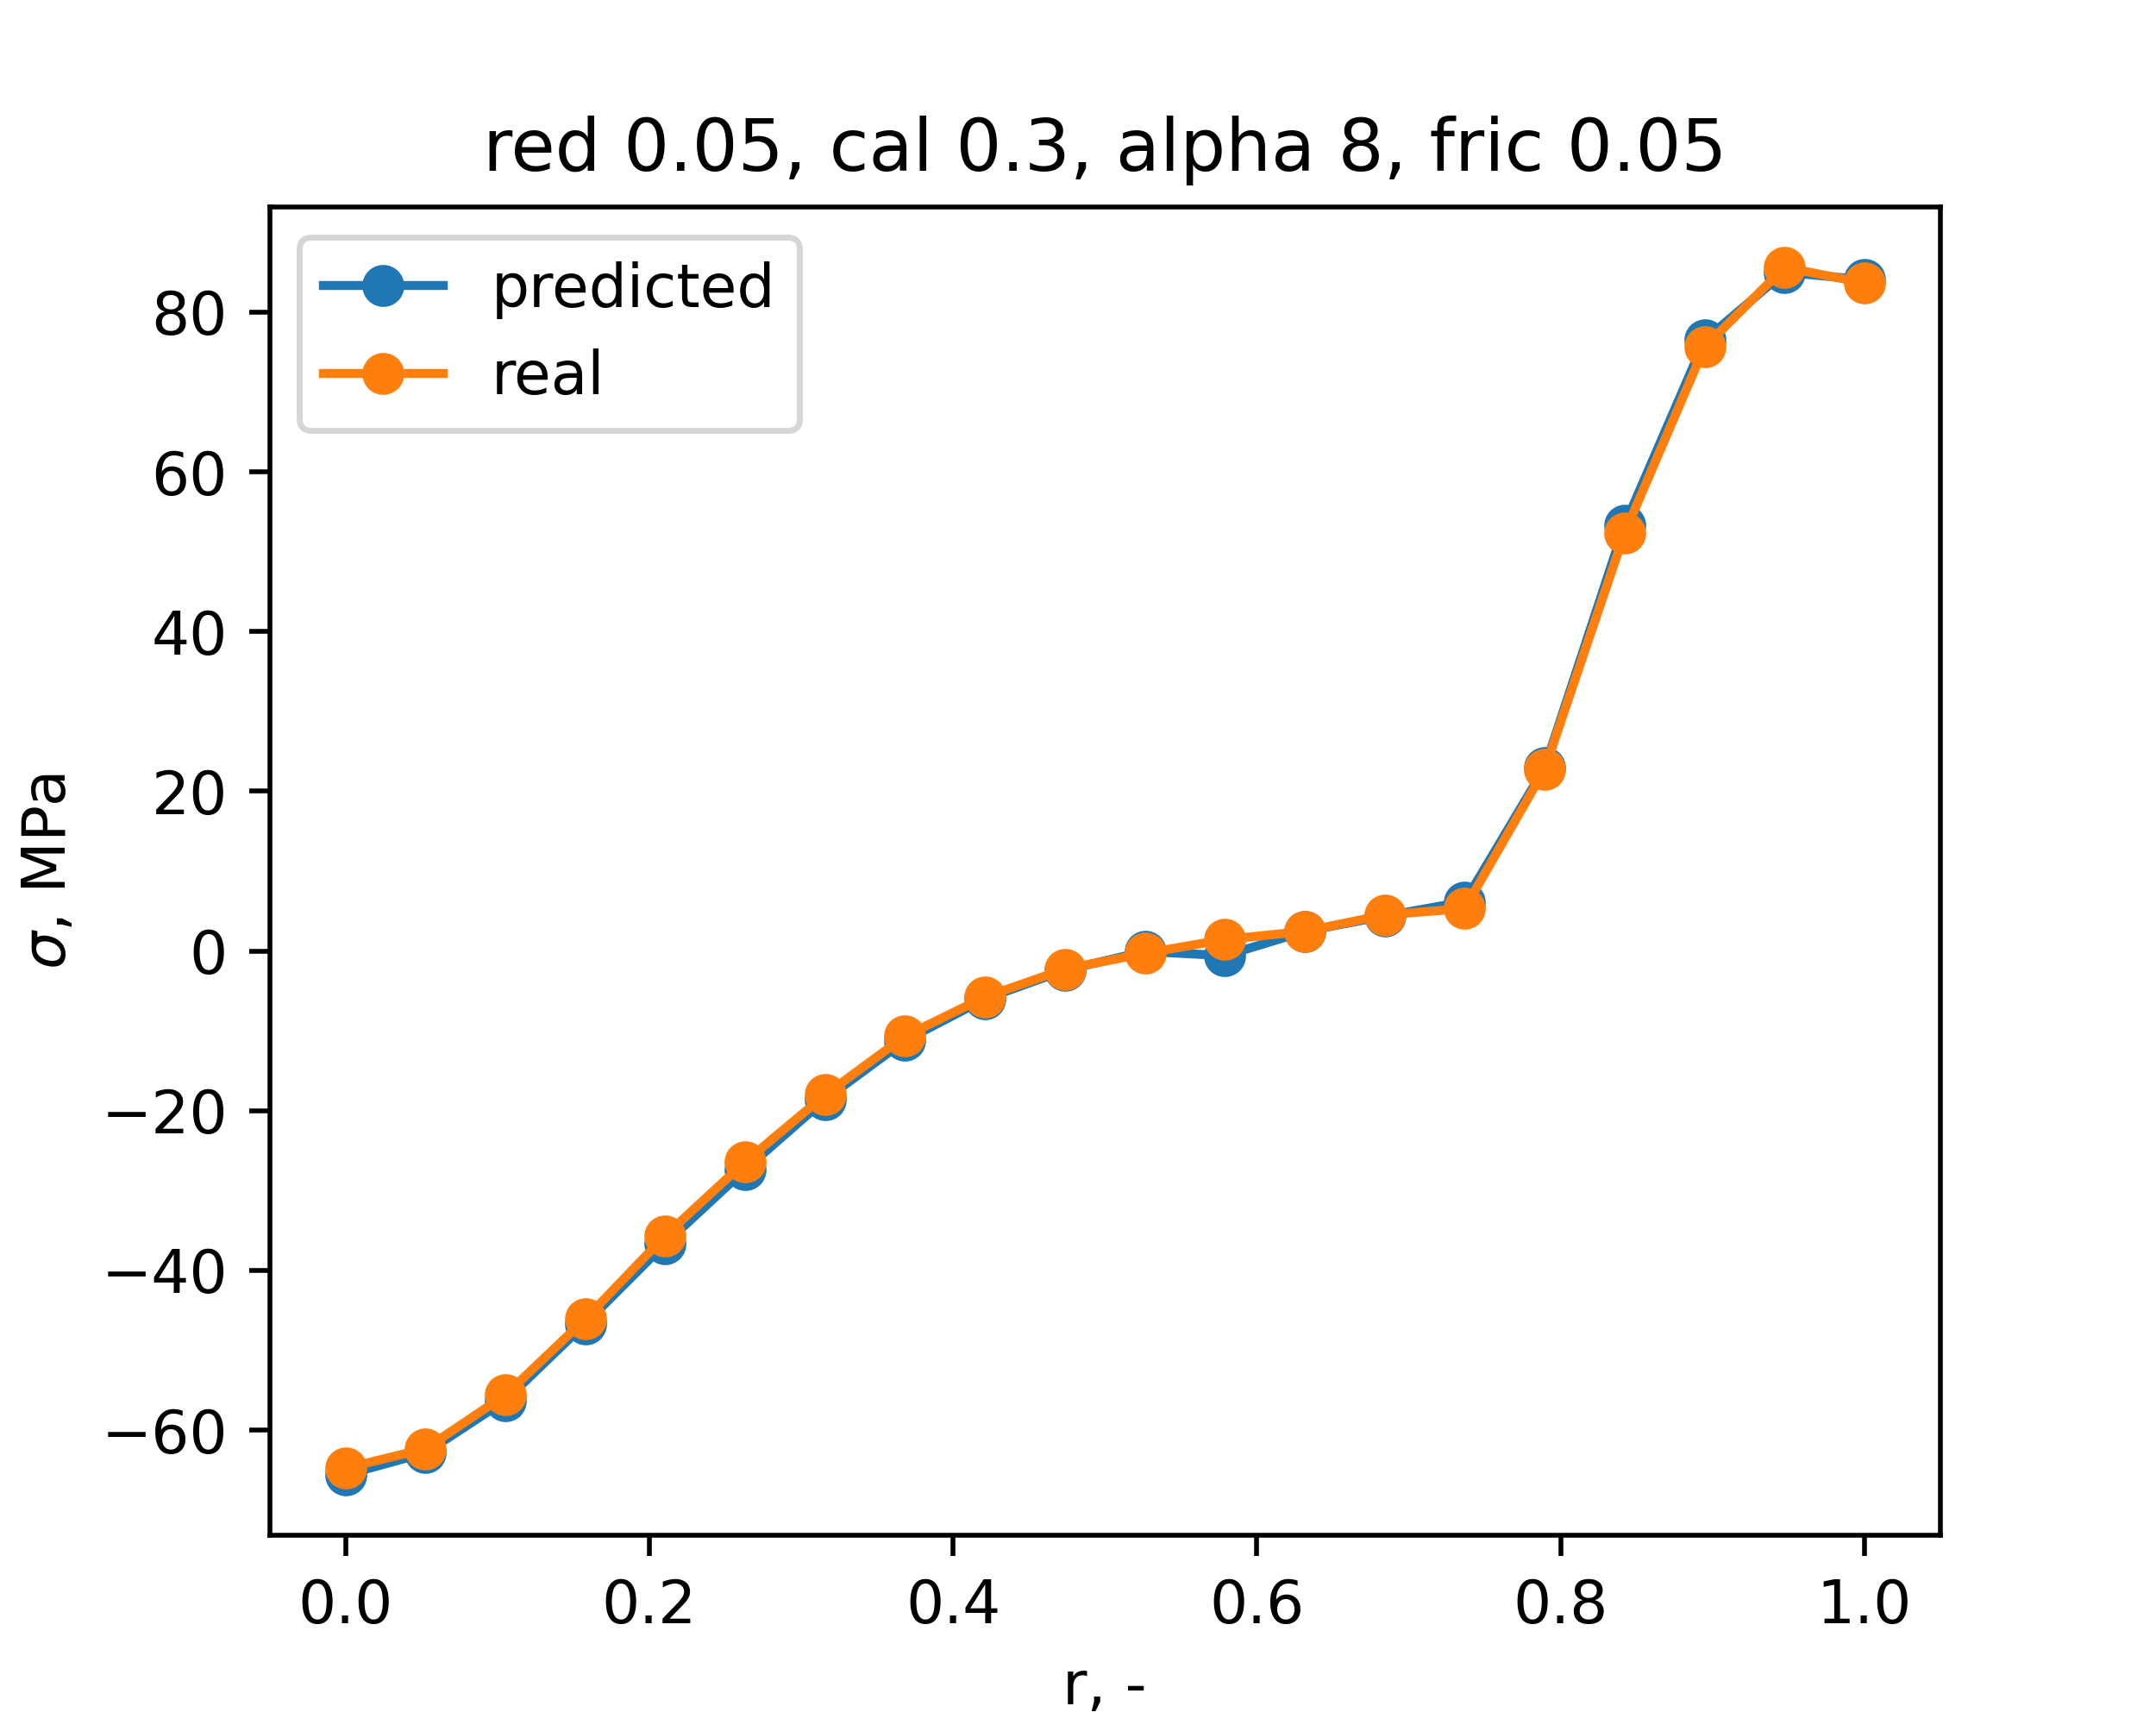 red 0.05, cal 0.3, alpha 8, fric 0.05
predicted
real
80
60
40
20
0
−20
−40
−60
σ, MPa
0.0 0.2 0.4 0.6 0.8 1.0
r, -